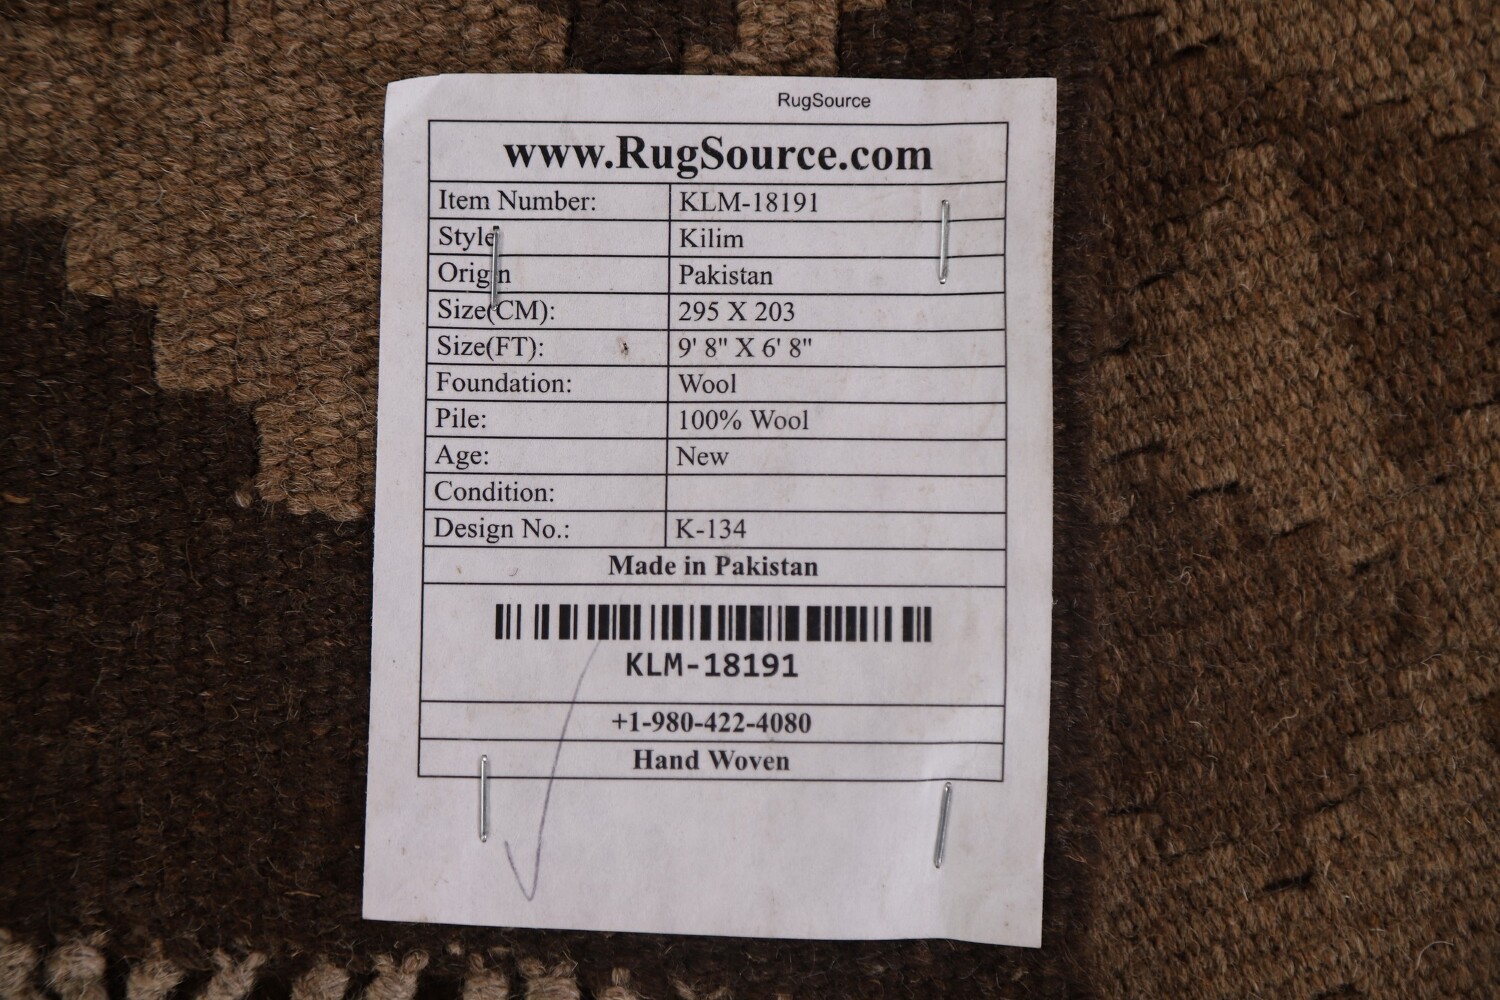 RugSource
www.RugSource.com
Item Number: KLM-18191
Style Kilim
Origin Pakistan
Size(CM): 295 X 203
Size(FT): 9' 8" X 6' 8"
Foundation: Wool
Pile: 100% Wool
Age: New
Condition:
Design No.: K-134
Made in Pakistan
KLM-18191
+1-980-422-4080
Hand Woven